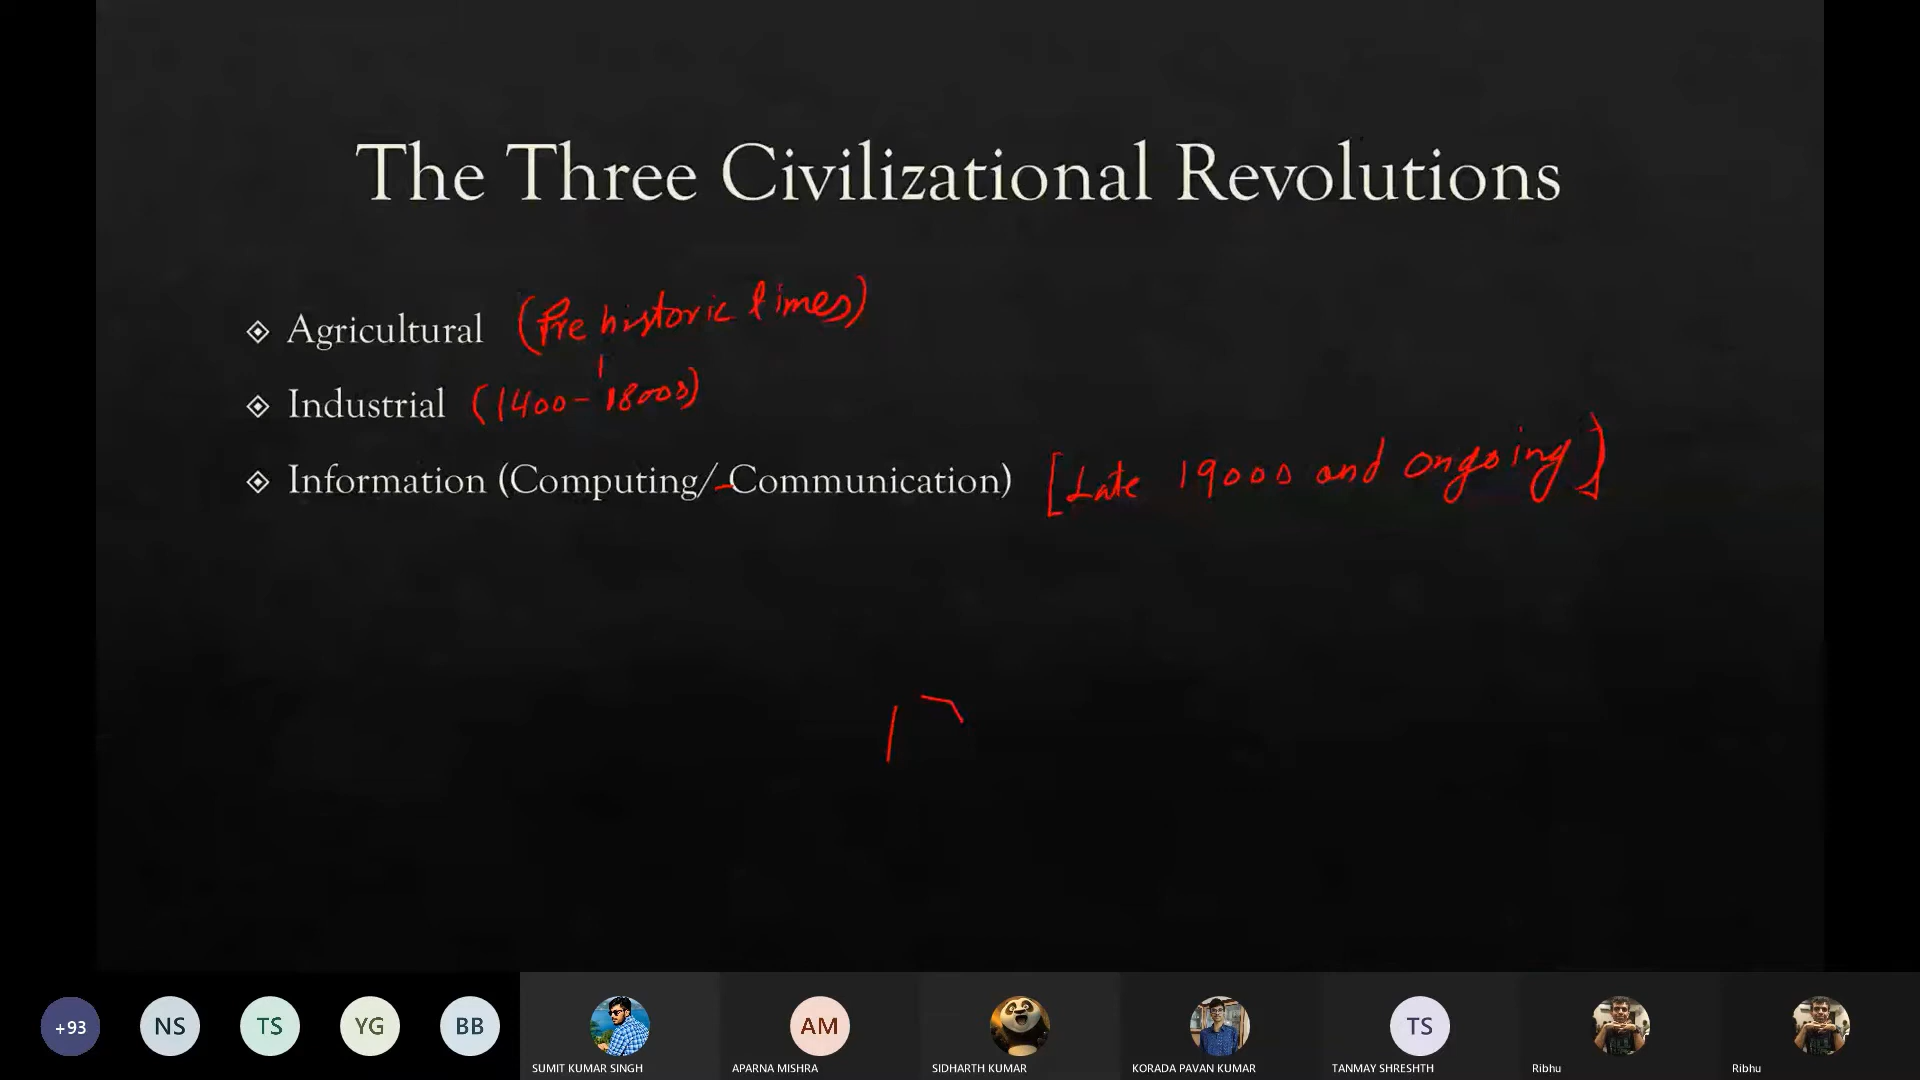 The Three Civilizational Revolutions
Agricultural (Pre historic times)
Industrial (1400-1800s)
Information (Computing/ Communication) [Late 1900s and ongoing]
+93 NS TS YG BB AM TS
SUMIT KUMAR SINGH APARNA MISHRA SIDHARTH KUMAR KORADA PAVAN KUMAR TANMAY SHRESHTH Ribhu Ribhu